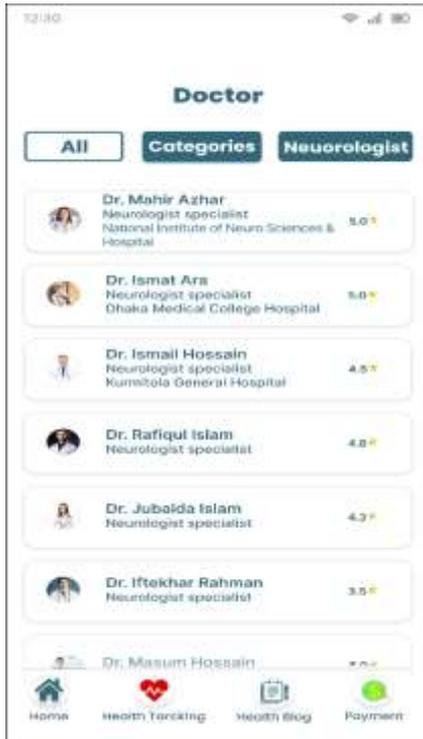 12:30
Doctor
All
Categories
Neuorologist
Dr. Mahir Azhar
Neurologist specialist
National Institute of Neuro Sciences &
Hospital
5.0
Dr. Ismat Ara
Neurologist specialist
Dhaka Medical College Hospital
5.0
Dr. Ismail Hossain
Neurologist specialist
Kurmitola General Hospital
4.5
Dr. Rafiqul Islam
Neurologist specialist
4.8
Dr. Jubaida Islam
Neurologist specialist
4.3
Dr. Iftekhar Rahman
Neurologist specialist
3.5
Dr. Masum Hossain
Home
Health Torcking
Health Blog
Payment